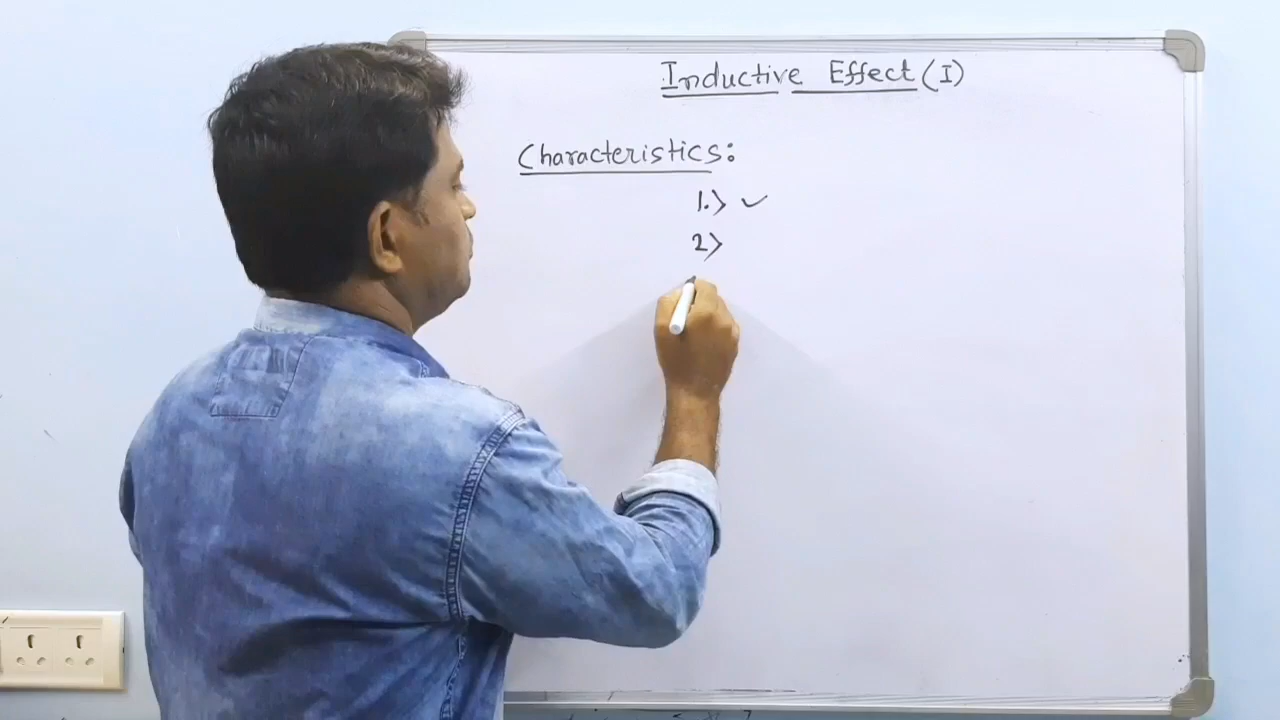 Inductive Effect (I)
Characteristics:
1.> ✓
2>